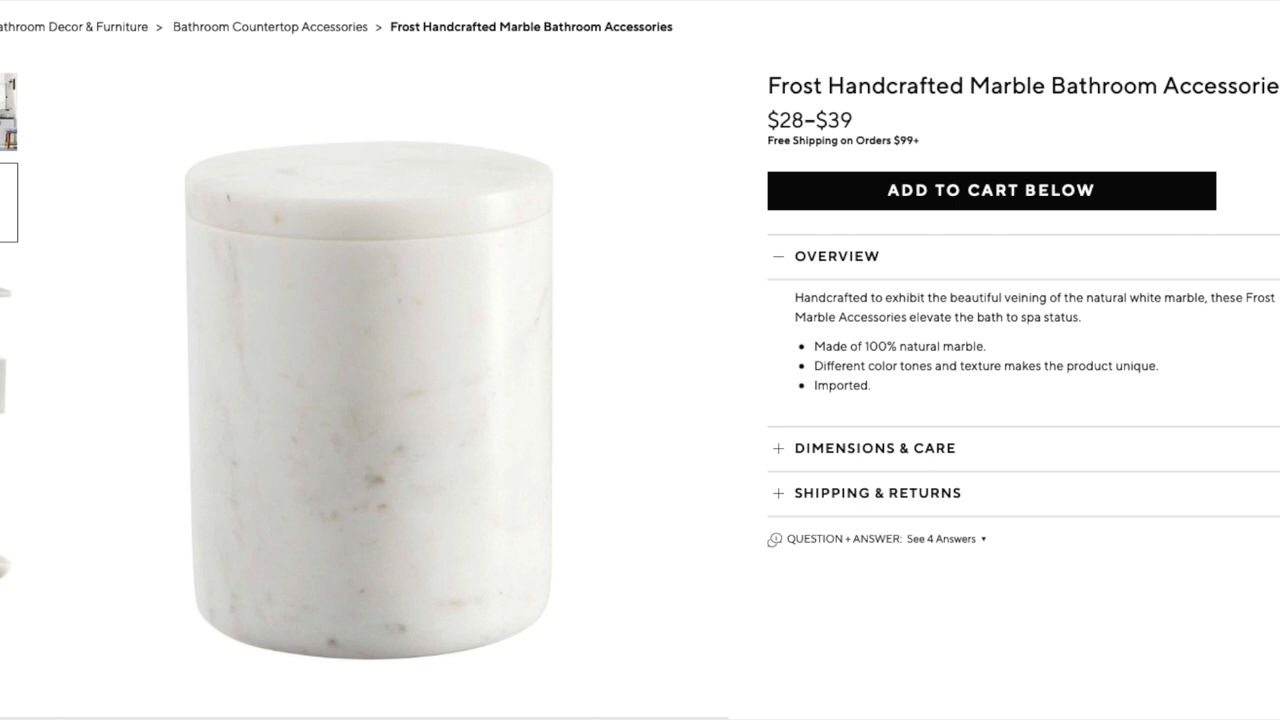 athroom Decor & Furniture > Bathroom Countertop Accessories > Frost Handcrafted Marble Bathroom Accessories
Frost Handcrafted Marble Bathroom Accessorie
$28–$39
Free Shipping on Orders $99+
ADD TO CART BELOW
— OVERVIEW
Handcrafted to exhibit the beautiful veining of the natural white marble, these Frost
Marble Accessories elevate the bath to spa status.
• Made of 100% natural marble.
• Different color tones and texture makes the product unique.
• Imported.
+ DIMENSIONS & CARE
+ SHIPPING & RETURNS
QUESTION + ANSWER: See 4 Answers ▾